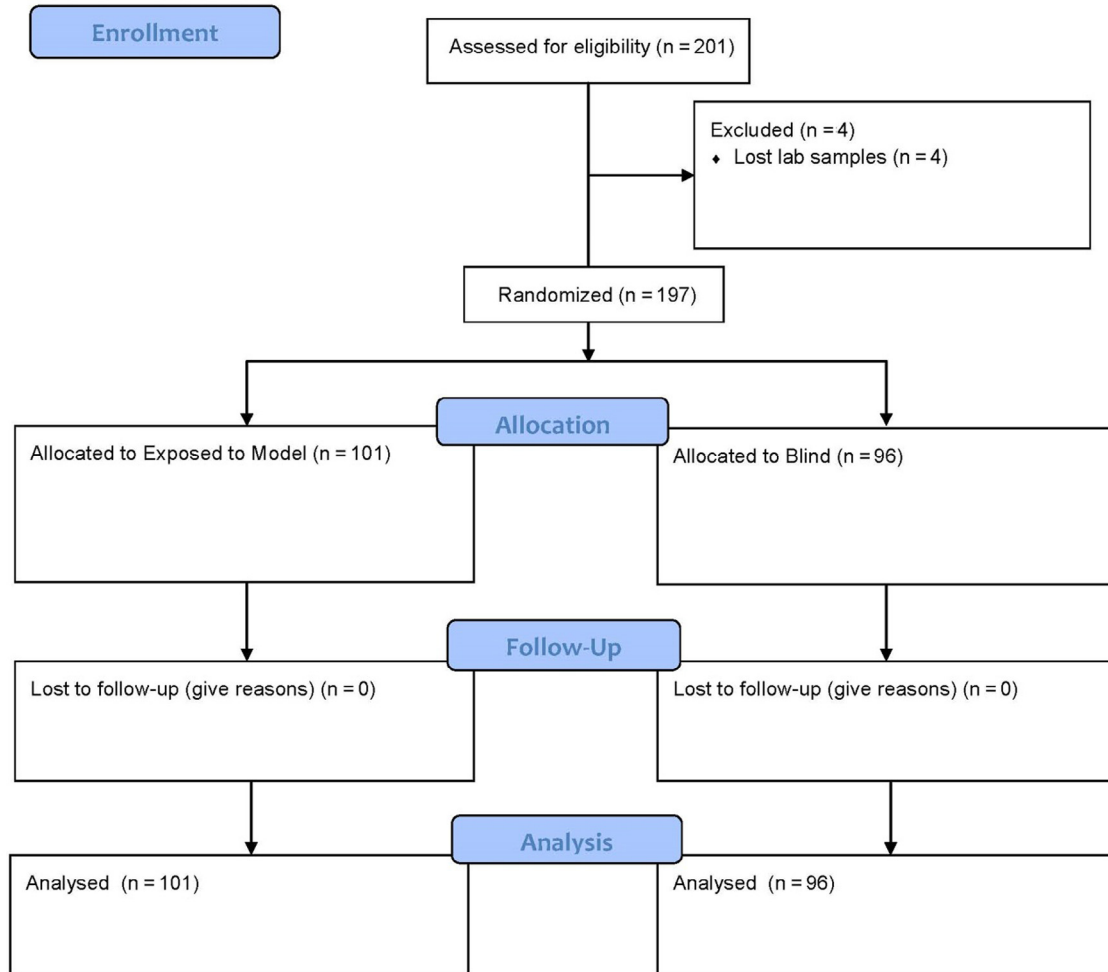 Enrollment
Assessed for eligibility (n = 201)
Excluded (n = 4)
♦ Lost lab samples (n = 4)
Randomized (n = 197)
Allocation
Allocated to Exposed to Model (n = 101)
Allocated to Blind (n = 96)
Follow-Up
Lost to follow-up (give reasons) (n = 0)
Lost to follow-up (give reasons) (n = 0)
Analysis
Analysed (n = 101)
Analysed (n = 96)